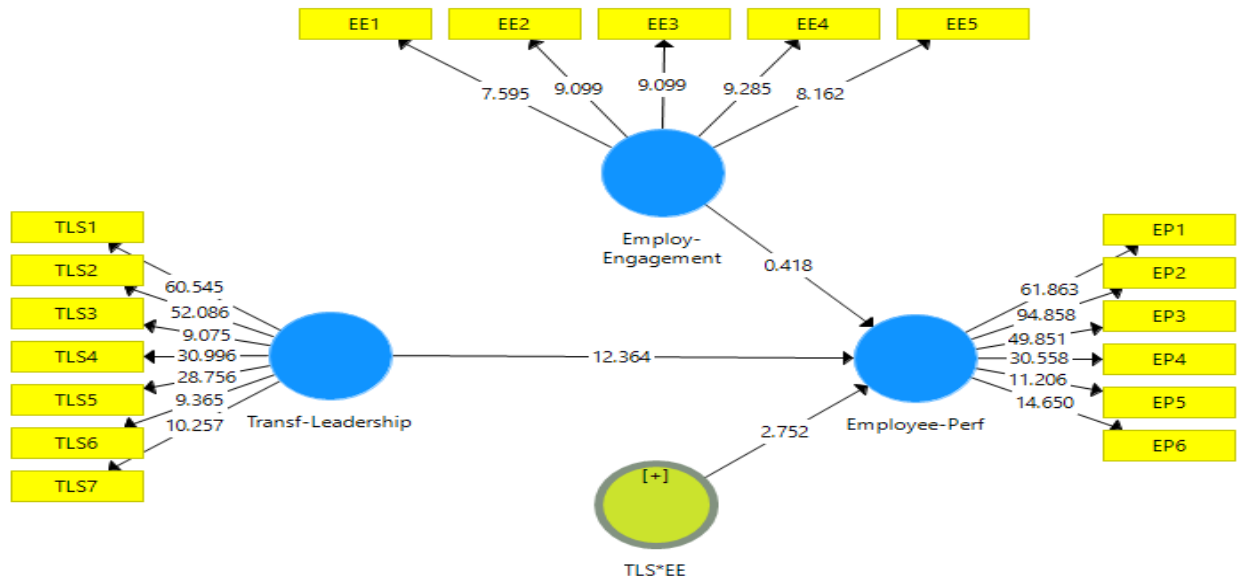 EE1
EE2
EE3
EE4
EE5
7.595
9.099
9.099
9.285
8.162
Employ-
Engagement
0.418
TLS1
TLS2
TLS3
TLS4
TLS5
TLS6
TLS7
60.545
52.086
9.075
30.996
28.756
9.365
10.257
Transf-Leadership
12.364
EP1
EP2
EP3
EP4
EP5
EP6
61.863
94.858
49.851
30.558
11.206
14.650
Employee-Perf
2.752
[+]
TLS*EE